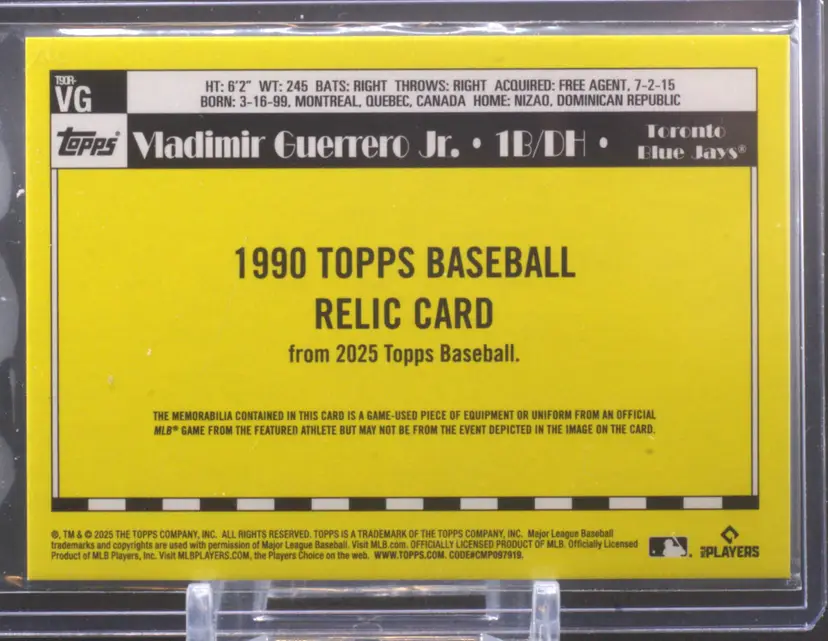 T90R-
VG
HT: 6'2" WT: 245 BATS: RIGHT THROWS: RIGHT ACQUIRED: FREE AGENT, 7-2-15
BORN: 3-16-99, MONTREAL, QUEBEC, CANADA HOME: NIZAO, DOMINICAN REPUBLIC
topps® Vladimir Guerrero Jr. • 1B/DH •
Toronto
Blue Jays®
1990 TOPPS BASEBALL
RELIC CARD
from 2025 Topps Baseball.
THE MEMORABILIA CONTAINED IN THIS CARD IS A GAME-USED PIECE OF EQUIPMENT OR UNIFORM FROM AN OFFICIAL
MLB® GAME FROM THE FEATURED ATHLETE BUT MAY NOT BE FROM THE EVENT DEPICTED IN THE IMAGE ON THE CARD.
®, TM & © 2025 THE TOPPS COMPANY, INC. ALL RIGHTS RESERVED. TOPPS IS A TRADEMARK OF THE TOPPS COMPANY, INC. Major League Baseball
trademarks and copyrights are used with permission of Major League Baseball. Visit MLB.com. OFFICIALLY LICENSED PRODUCT OF MLB. Officially Licensed
Product of MLB Players, Inc. Visit MLBPLAYERS.COM, the Players Choice on the web. WWW.TOPPS.COM. CODE#CMP097919.
MLBPLAYERS